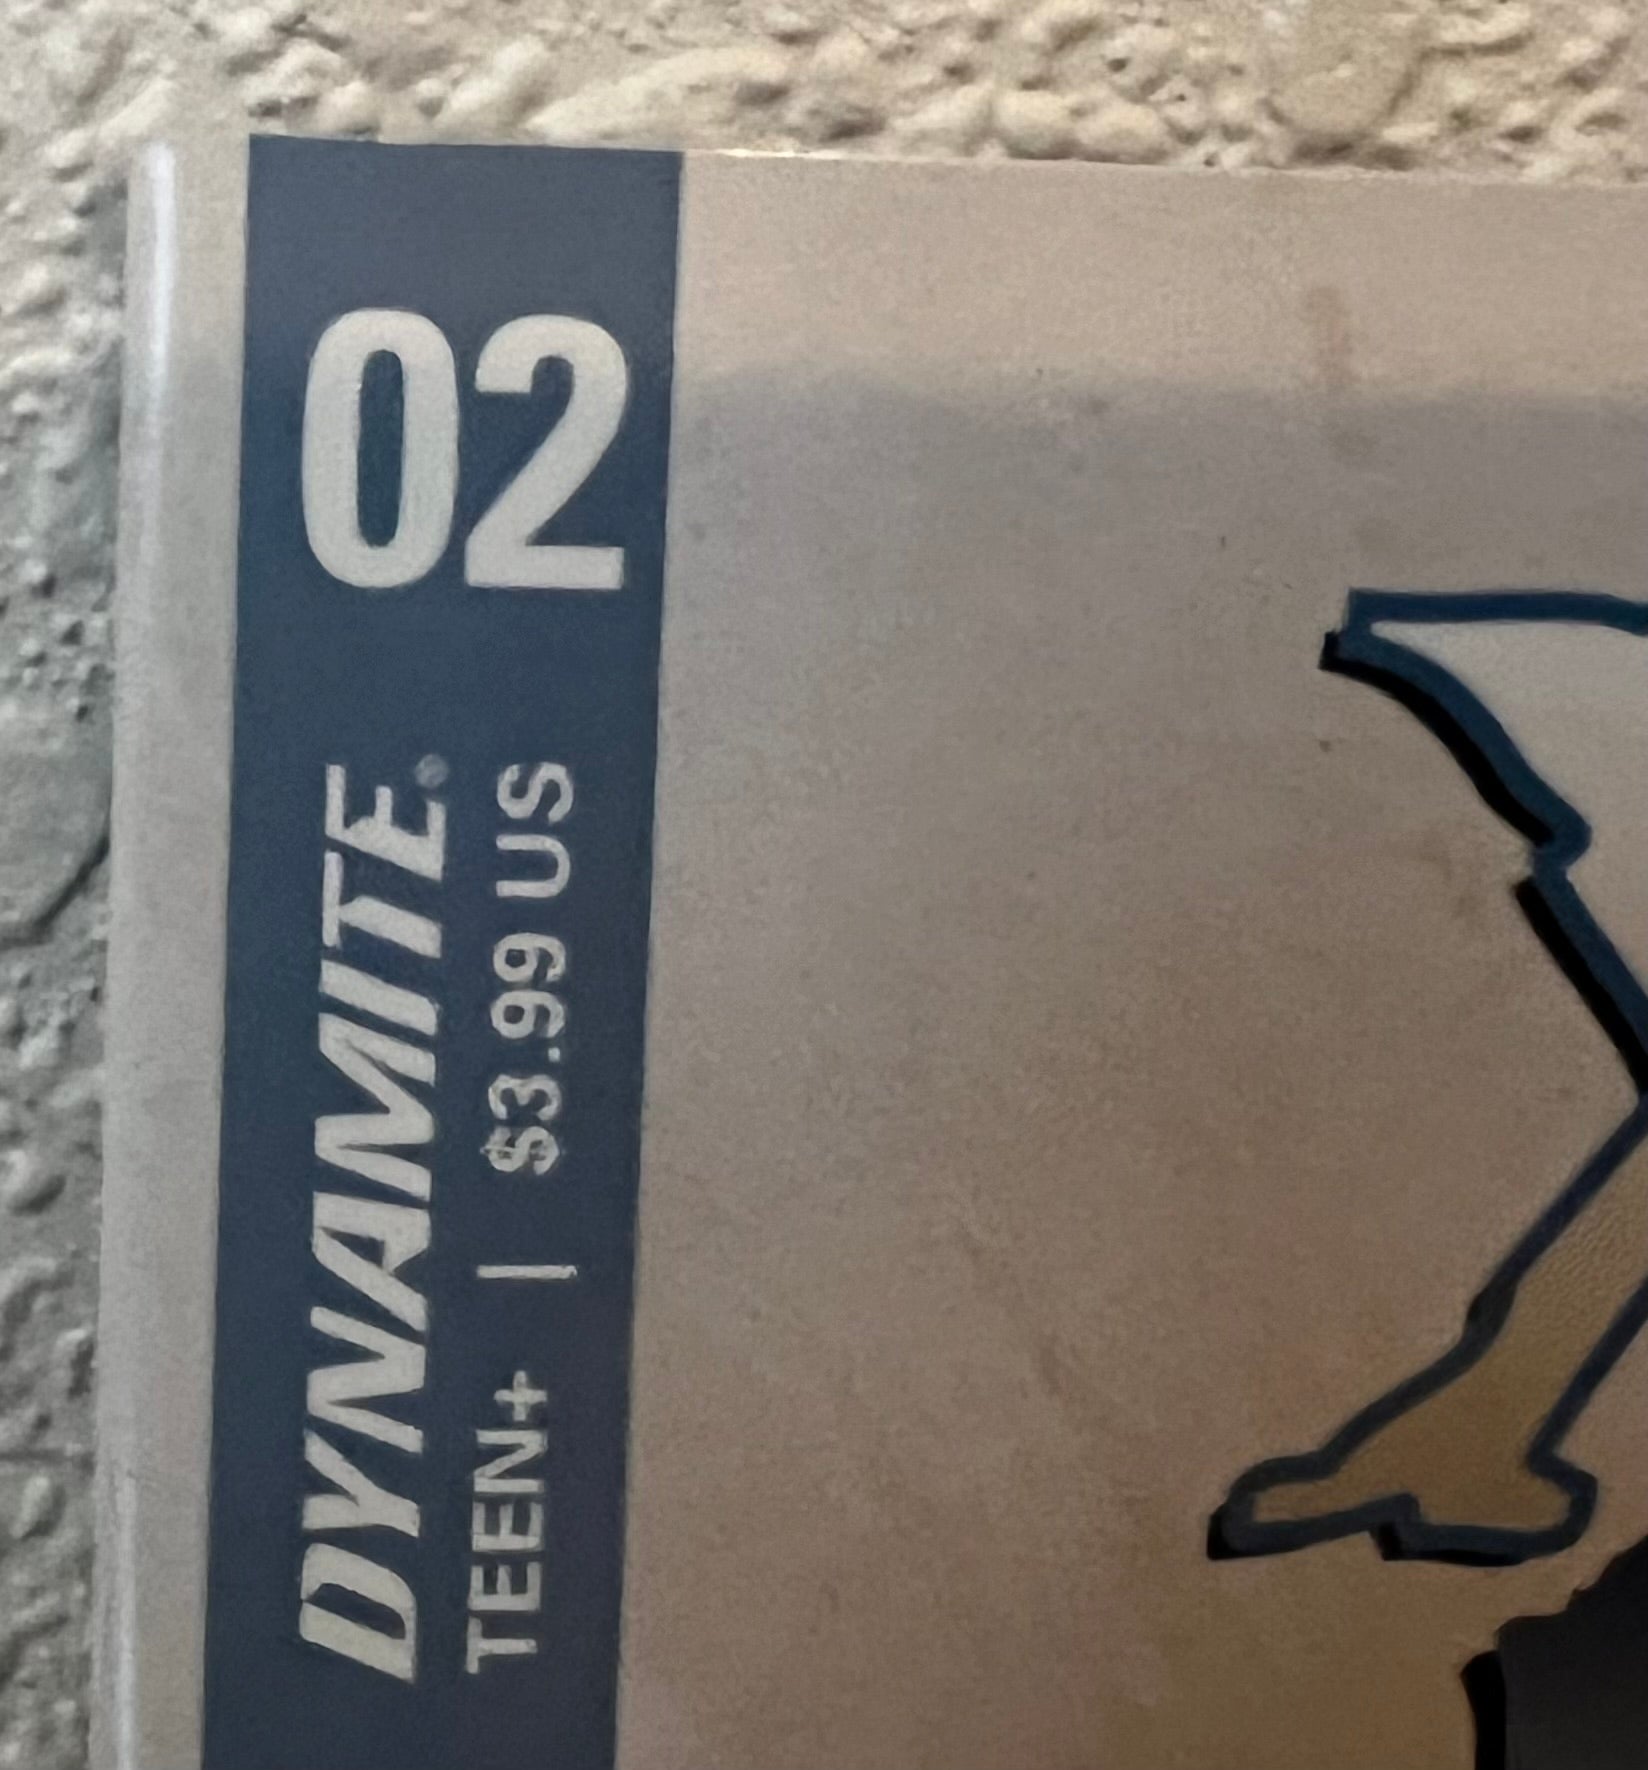 02
DYNAMITE
TEEN+ | $3.99 US